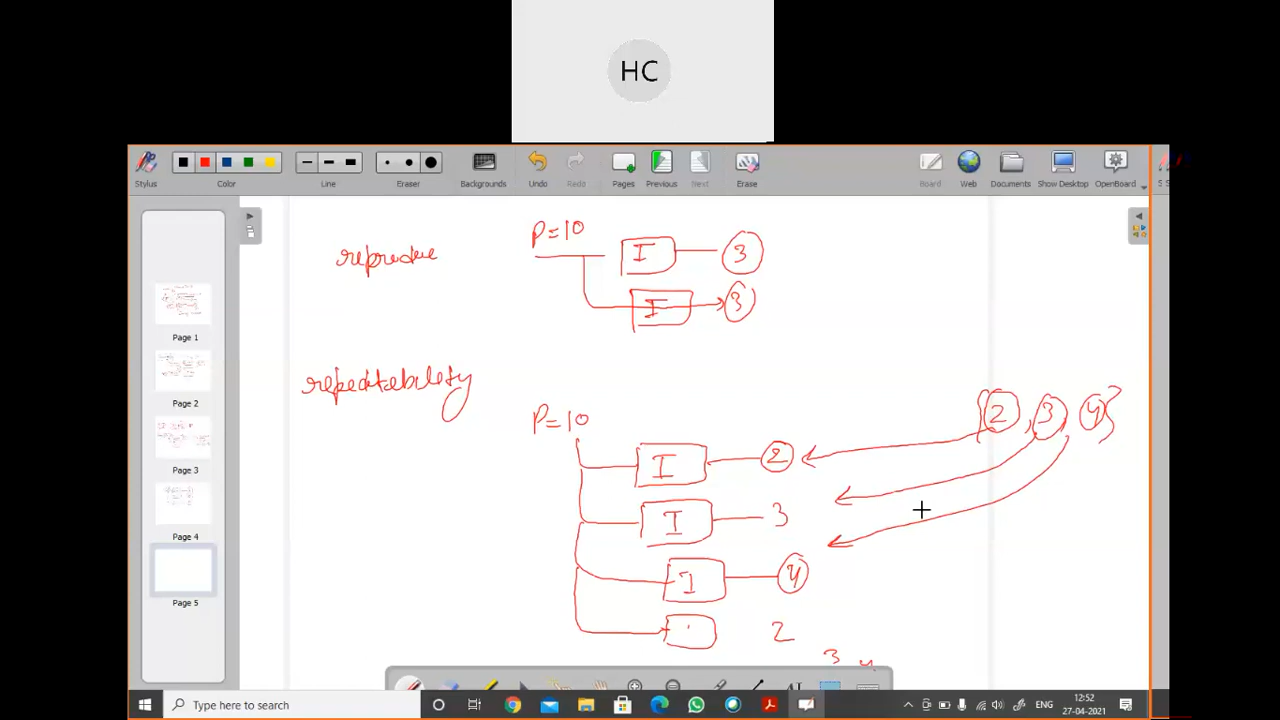 HC
Stylus Color Line Eraser Backgrounds Undo Redo Pages Previous Next Erase Board Web Documents Show Desktop OpenBoard
P=10
reproduce I 3
I 3
repeatability
2, 3 4
P=10
I 2
I 3
I 4
2
3 4
Page 1
Page 2
Page 3
Page 4
Page 5
Type here to search
ENG
12:52
27-04-2021